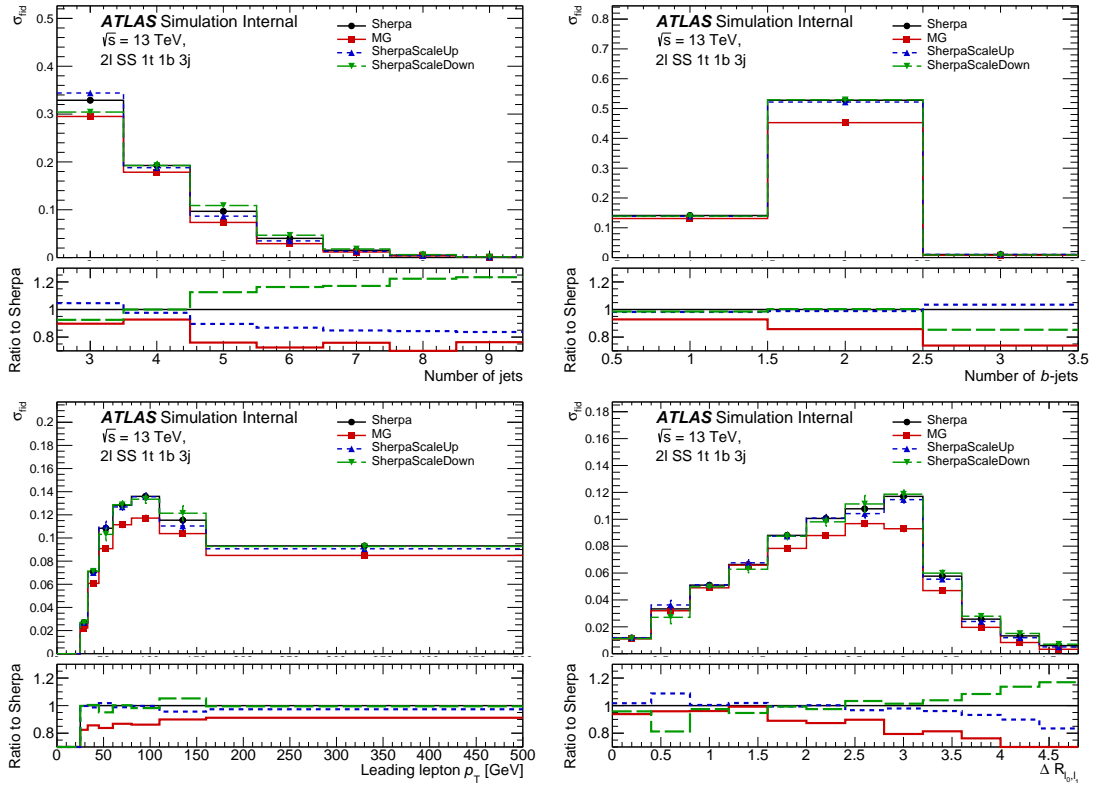 σfid
0.5
0.4
0.3
0.2
0.1
0
ATLAS Simulation Internal
√s = 13 TeV,
2l SS 1t 1b 3j
Sherpa
MG
SherpaScaleUp
SherpaScaleDown
Ratio to Sherpa
1.2
1
0.8
3 4 5 6 7 8 9
Number of jets
σfid
0.8
0.7
0.6
0.5
0.4
0.3
0.2
0.1
0
ATLAS Simulation Internal
√s = 13 TeV,
2l SS 1t 1b 3j
Sherpa
MG
SherpaScaleUp
SherpaScaleDown
Ratio to Sherpa
1.2
1
0.8
0.5 1 1.5 2 2.5 3 3.5
Number of b-jets
σfid
0.2
0.18
0.16
0.14
0.12
0.1
0.08
0.06
0.04
0.02
0
ATLAS Simulation Internal
√s = 13 TeV,
2l SS 1t 1b 3j
Sherpa
MG
SherpaScaleUp
SherpaScaleDown
Ratio to Sherpa
1.2
1
0.8
0 50 100 150 200 250 300 350 400 450 500
Leading lepton pT [GeV]
σfid
0.18
0.16
0.14
0.12
0.1
0.08
0.06
0.04
0.02
0
ATLAS Simulation Internal
√s = 13 TeV,
2l SS 1t 1b 3j
Sherpa
MG
SherpaScaleUp
SherpaScaleDown
Ratio to Sherpa
1.2
1
0.8
0 0.5 1 1.5 2 2.5 3 3.5 4 4.5
Δ Rl0,l1